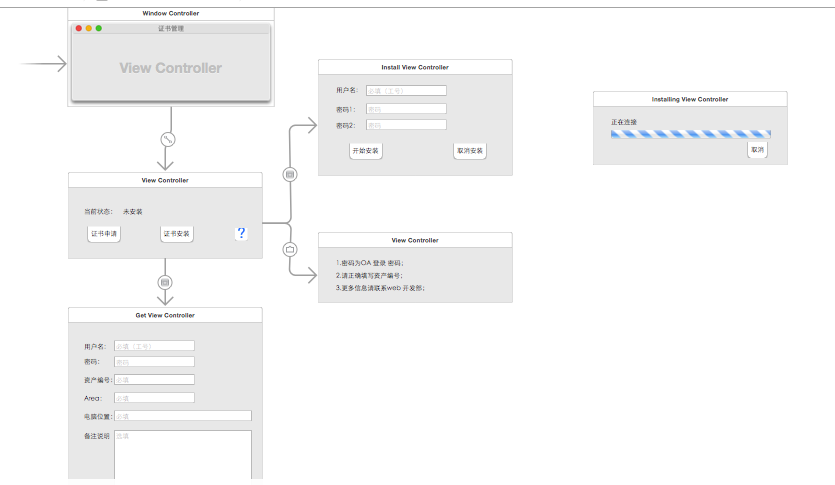 Window Controller
证书管理
View Controller
View Controller
当前状态: 未安装
证书申请 证书安装 ?
Get View Controller
用户名: 必填（工号）
密码: 密码
资产编号: 必填
Area: 必填
电脑位置: 必填
备注说明 选填
Install View Controller
用户名: 必填（工号）
密码1: 密码
密码2: 密码
开始安装 取消安装
View Controller
1.密码为OA 登录 密码;
2.请正确填写资产编号;
3.更多信息请联系web 开发部;
Installing View Controller
正在连接
取消